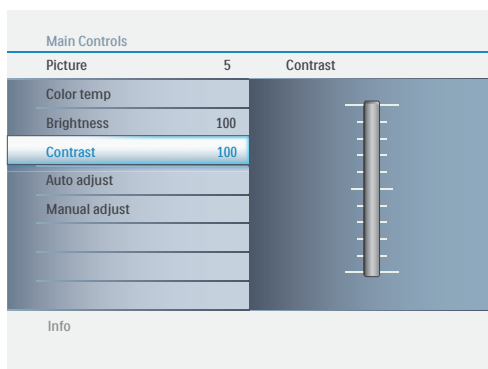 Main Controls
Picture 5 Contrast
Color temp
Brightness 100
Contrast 100
Auto adjust
Manual adjust
Info